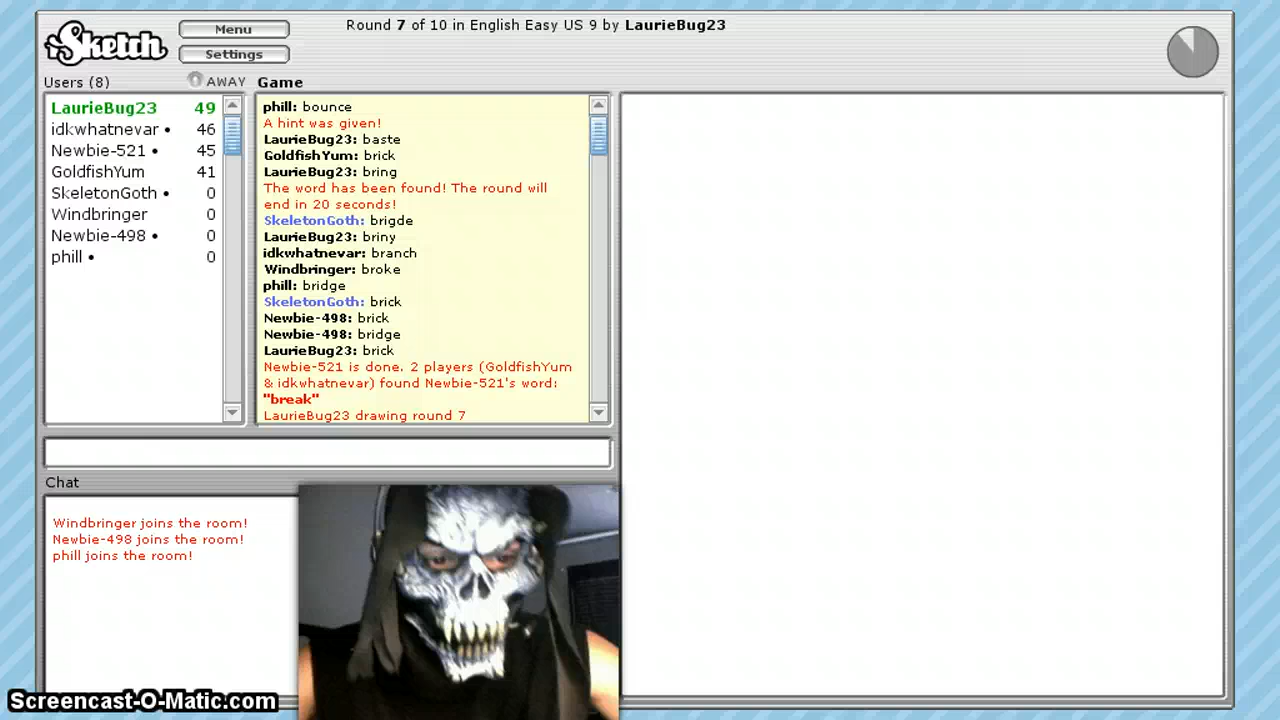 iSketch
Menu
Settings
Round 7 of 10 in English Easy US 9 by LaurieBug23
Users (8)
AWAY
LaurieBug23 49
idkwhatnevar • 46
Newbie-521 • 45
GoldfishYum 41
SkeletonGoth • 0
Windbringer 0
Newbie-498 • 0
phill • 0
Game
phill: bounce
A hint was given!
LaurieBug23: baste
GoldfishYum: brick
LaurieBug23: bring
The word has been found! The round will
end in 20 seconds!
SkeletonGoth: brigde
LaurieBug23: briny
idkwhatnevar: branch
Windbringer: broke
phill: bridge
SkeletonGoth: brick
Newbie-498: brick
Newbie-498: bridge
LaurieBug23: brick
Newbie-521 is done. 2 players (GoldfishYum
& idkwhatnevar) found Newbie-521's word:
"break"
LaurieBug23 drawing round 7
Chat
Windbringer joins the room!
Newbie-498 joins the room!
phill joins the room!
Screencast-O-Matic.com